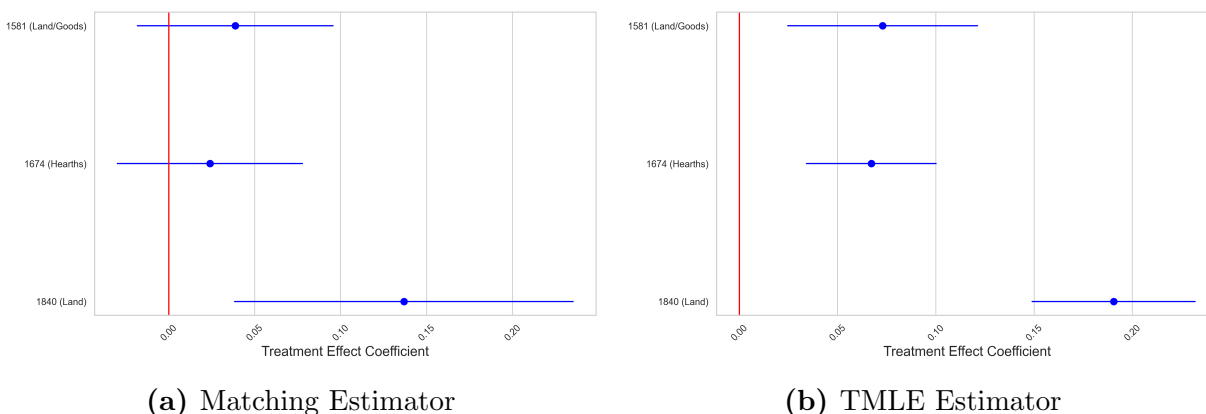 1581 (Land/Goods)
1674 (Hearths)
1840 (Land)
0.00 0.05 0.10 0.15 0.20
Treatment Effect Coefficient
(a) Matching Estimator
1581 (Land/Goods)
1674 (Hearths)
1840 (Land)
0.00 0.05 0.10 0.15 0.20
Treatment Effect Coefficient
(b) TMLE Estimator